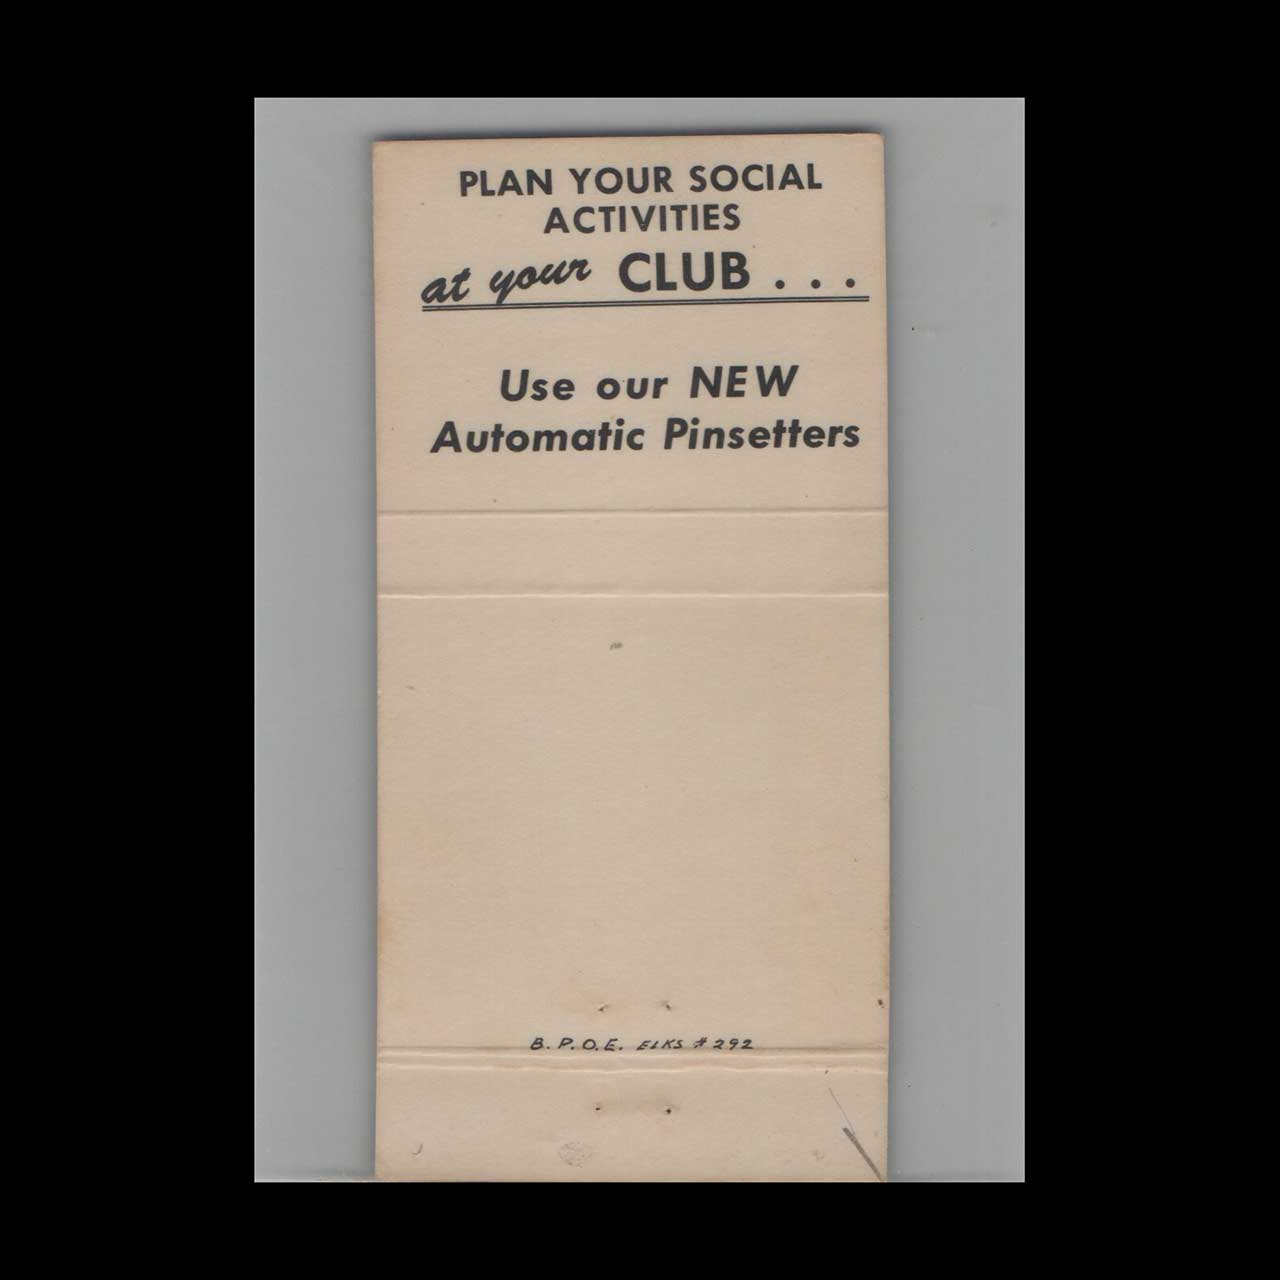 PLAN YOUR SOCIAL
ACTIVITIES
at your CLUB . . .
Use our NEW
Automatic Pinsetters
B. P. O. E. ELKS # 292